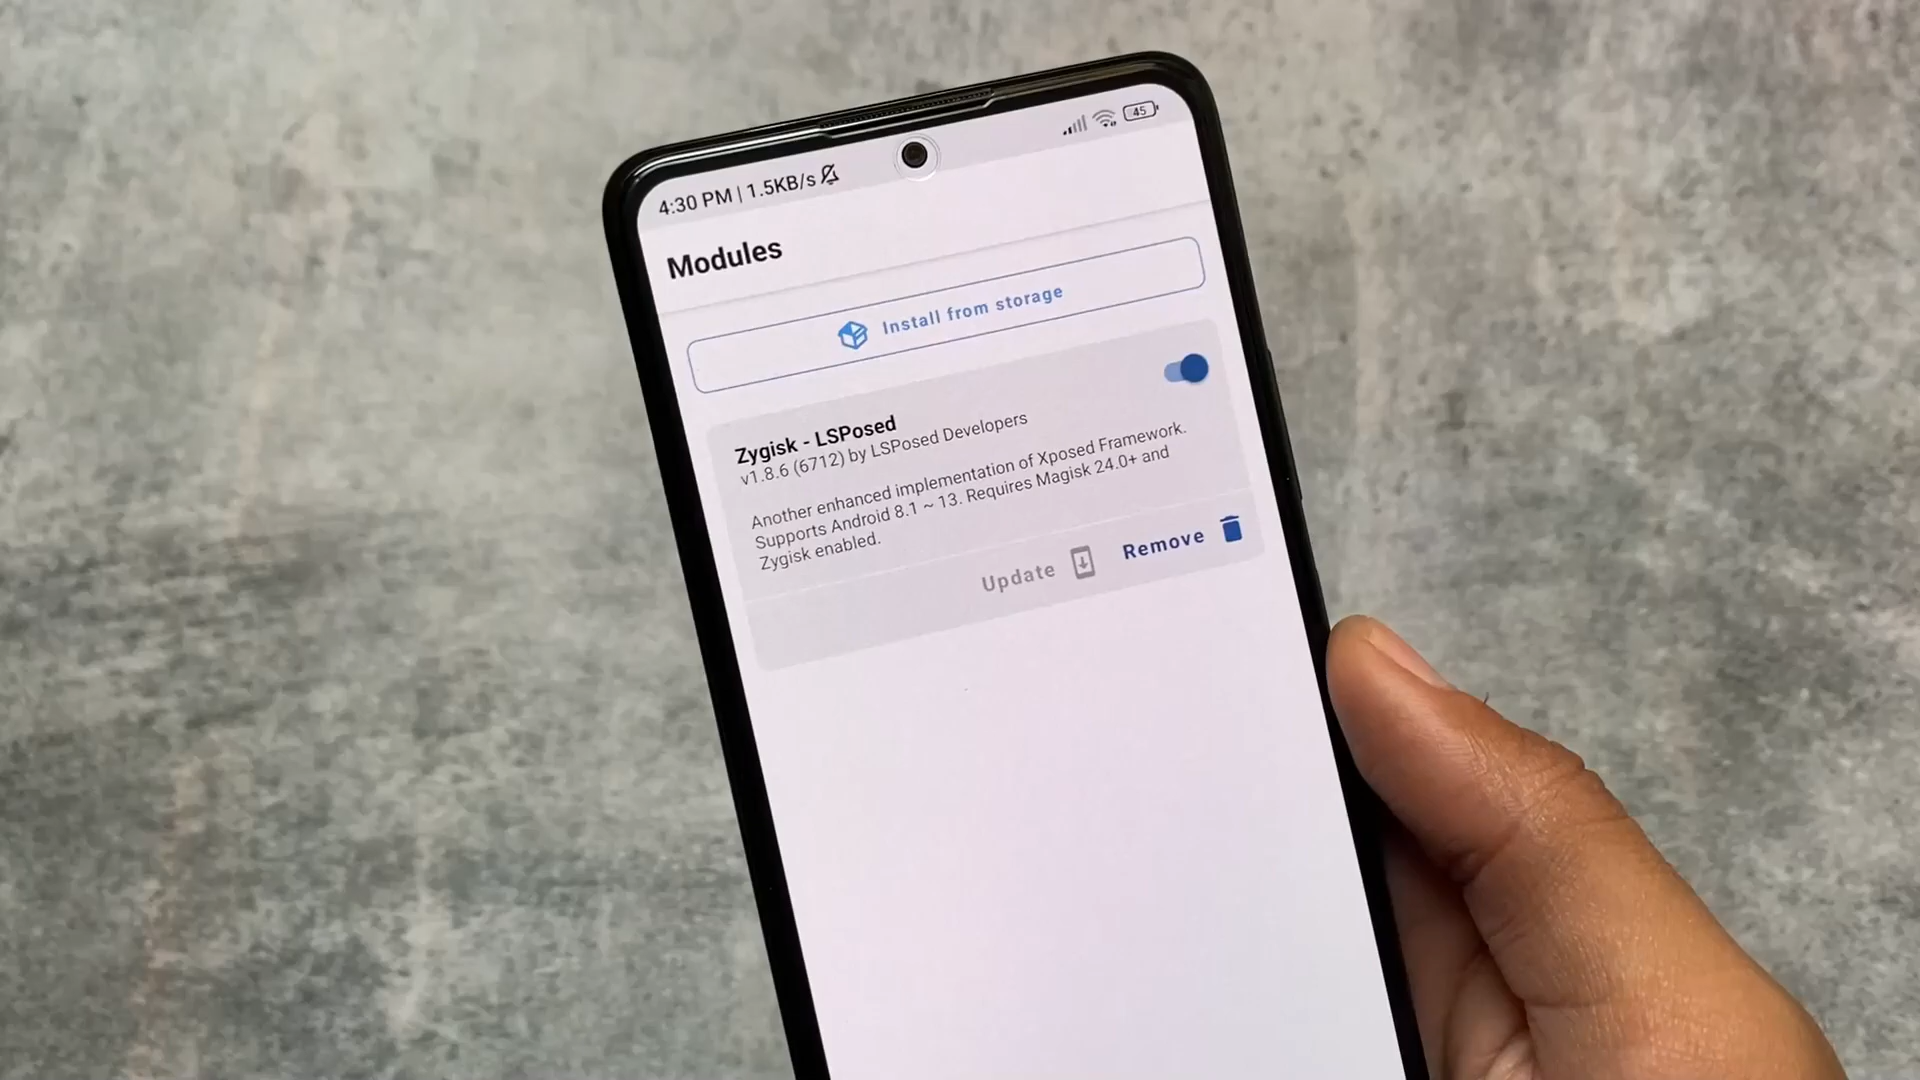 4:30 PM | 1.5KB/s
45
Modules
Install from storage
Zygisk - LSPosed
v1.8.6 (6712) by LSPosed Developers
Another enhanced implementation of Xposed Framework.
Supports Android 8.1 ~ 13. Requires Magisk 24.0+ and
Zygisk enabled.
Update
Remove